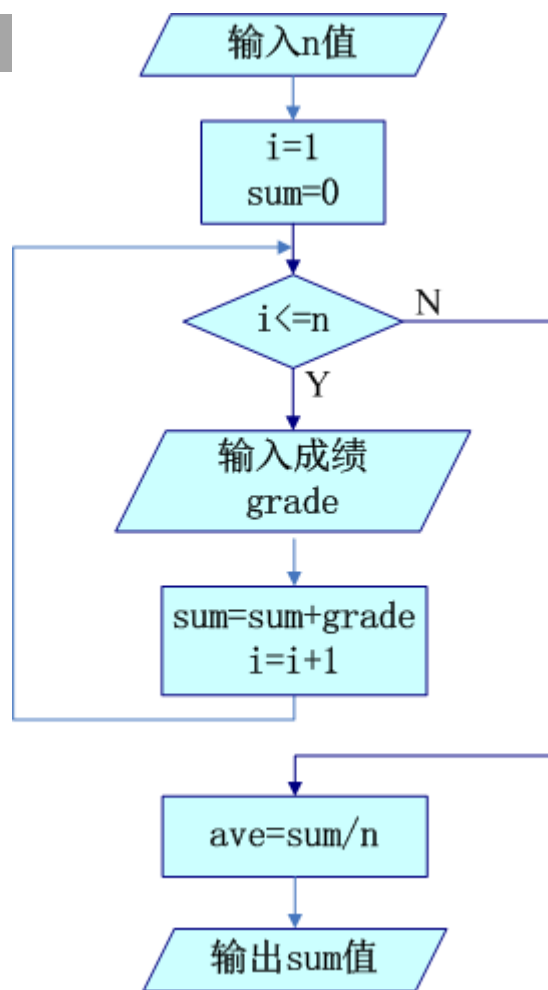 输入n值
i=1
sum=0
i<=n
N
Y
输入成绩
grade
sum=sum+grade
i=i+1
ave=sum/n
输出sum值